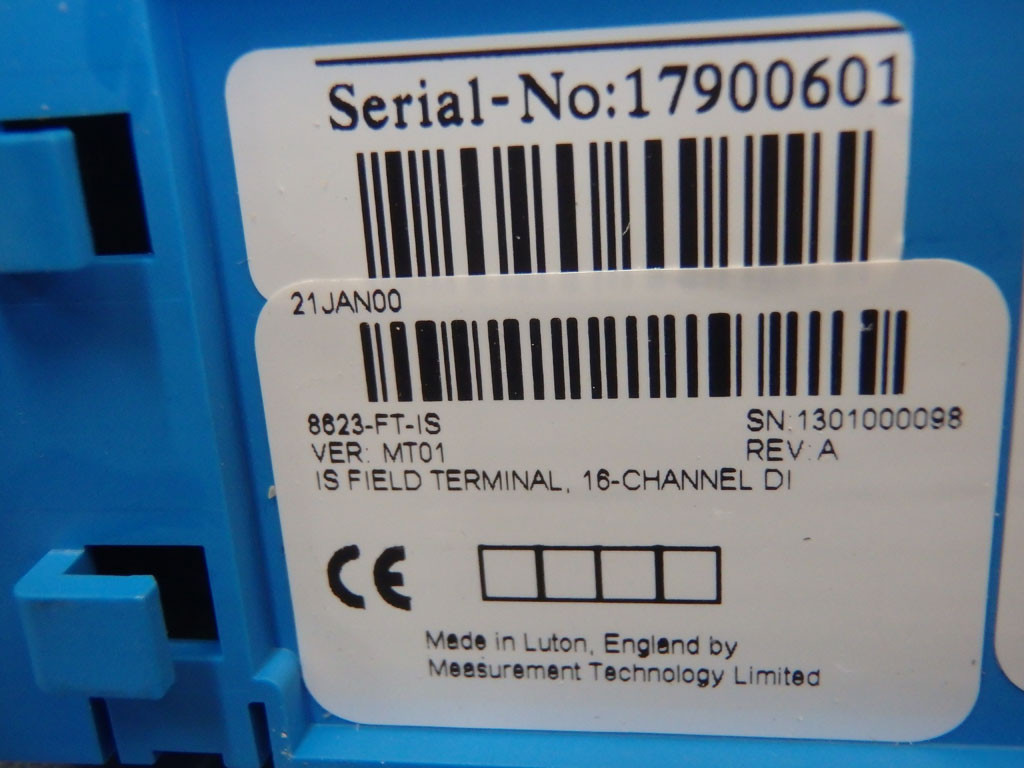 Serial-No:17900601
21JAN00
8623-FT-IS SN:1301000098
VER: MT01 REV:A
IS FIELD TERMINAL, 16-CHANNEL DI
CE
Made in Luton, England by
Measurement Technology Limited